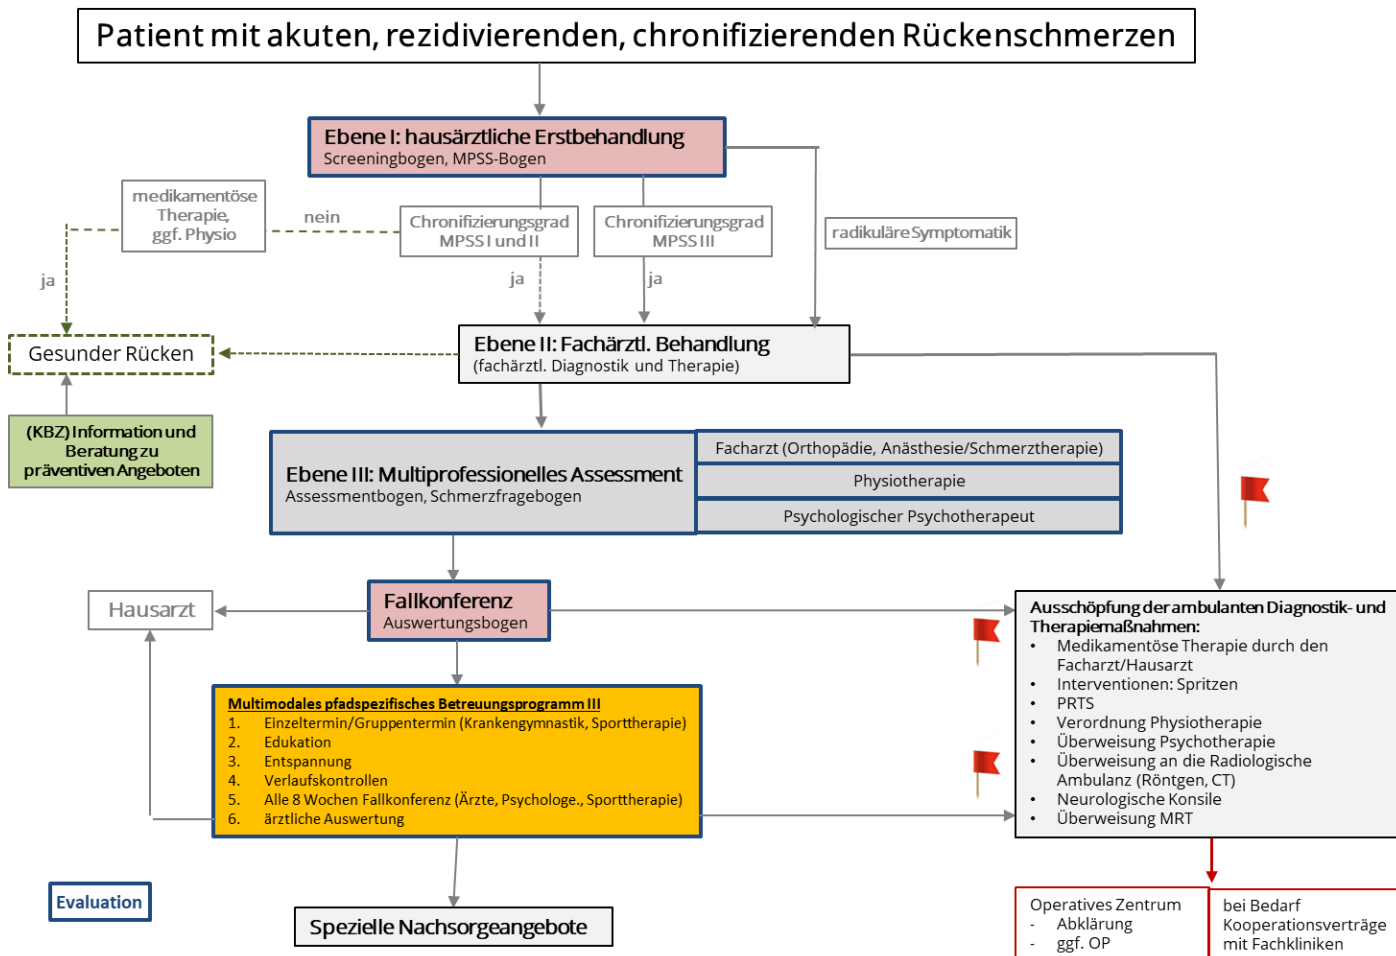 Patient mit akuten, rezidivierenden, chronifizierenden Rückenschmerzen
Ebene I: hausärztliche Erstbehandlung
Screeningbogen, MPSS-Bogen
medikamentöse
Therapie,
ggf. Physio
nein
Chronifizierungsgrad
MPSS I und II
Chronifizierungsgrad
MPSS III
radikuläre Symptomatik
ja
ja
ja
Gesunder Rücken
Ebene II: Fachärztl. Behandlung
(fachärztl. Diagnostik und Therapie)
(KBZ) Information und
Beratung zu
präventiven Angeboten
Ebene III: Multiprofessionelles Assessment
Assessmentbogen, Schmerzfragebogen
Facharzt (Orthopädie, Anästhesie/Schmerztherapie)
Physiotherapie
Psychologischer Psychotherapeut
Hausarzt
Fallkonferenz
Auswertungsbogen
Multimodales pfadspezifisches Betreuungsprogramm III
1. Einzeltermin/Gruppentermin (Krankengymnastik, Sporttherapie)
2. Edukation
3. Entspannung
4. Verlaufskontrollen
5. Alle 8 Wochen Fallkonferenz (Ärzte, Psychologe., Sporttherapie)
6. ärztliche Auswertung
Ausschöpfung der ambulanten Diagnostik- und
Therapiemaßnahmen:
• Medikamentöse Therapie durch den
Facharzt/Hausarzt
• Interventionen: Spritzen
• PRTS
• Verordnung Physiotherapie
• Überweisung Psychotherapie
• Überweisung an die Radiologische
Ambulanz (Röntgen, CT)
• Neurologische Konsile
• Überweisung MRT
Evaluation
Spezielle Nachsorgeangebote
Operatives Zentrum
- Abklärung
- ggf. OP
bei Bedarf
Kooperationsverträge
mit Fachkliniken